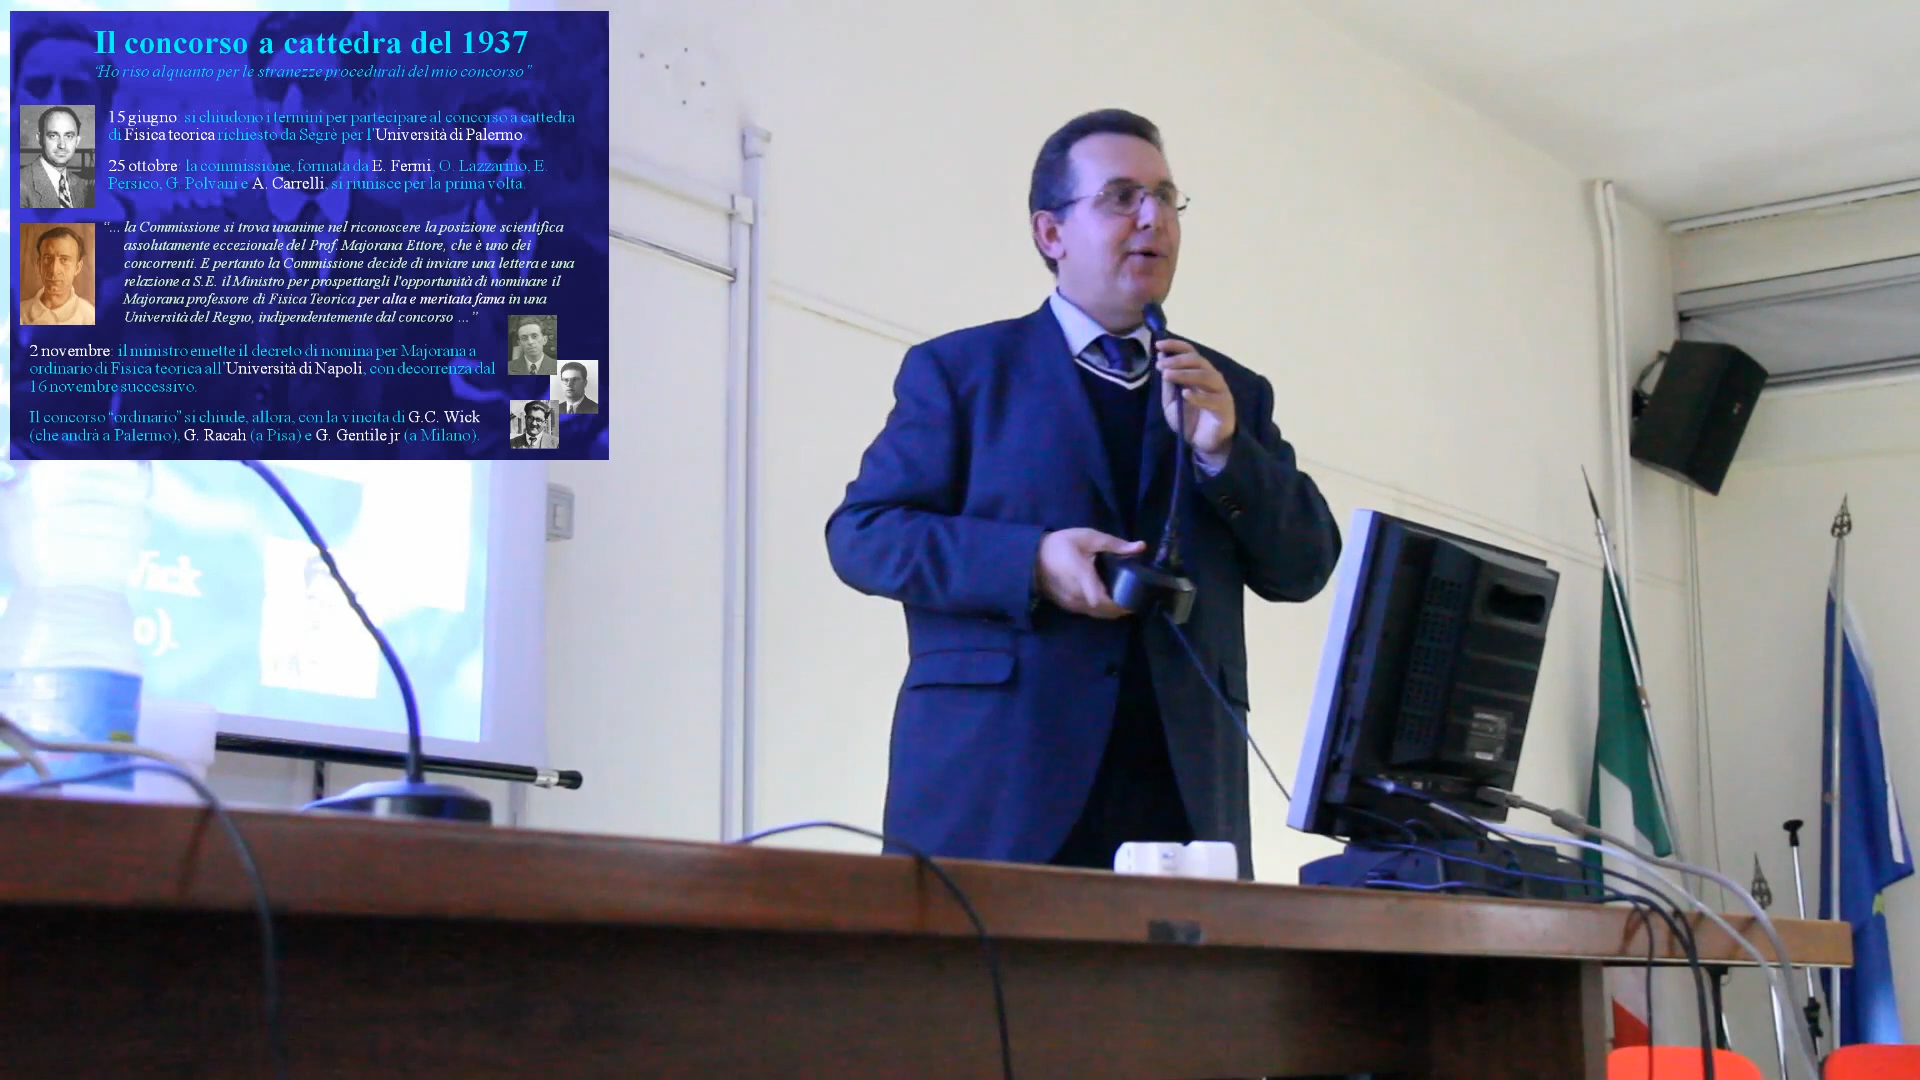 Il concorso a cattedra del 1937
"Ho riso alquanto per le stranezze procedurali del mio concorso"
15 giugno: si chiudono i termini per partecipare al concorso a cattedra
di Fisica teorica richiesto da Segrè per l'Università di Palermo.
25 ottobre: la commissione, formata da E. Fermi, O. Lazzarino, E.
Persico, G. Polvani e A. Carrelli, si riunisce per la prima volta.
"... la Commissione si trova unanime nel riconoscere la posizione scientifica
assolutamente eccezionale del Prof. Majorana Ettore, che è uno dei
concorrenti. E pertanto la Commissione decide di inviare una lettera e una
relazione a S.E. il Ministro per prospettargli l'opportunità di nominare il
Majorana professore di Fisica Teorica per alta e meritata fama in una
Università del Regno, indipendentemente dal concorso ..."
2 novembre: il ministro emette il decreto di nomina per Majorana a
ordinario di Fisica teorica all'Università di Napoli, con decorrenza dal
16 novembre successivo.
Il concorso "ordinario" si chiude, allora, con la vincita di G.C. Wick
(che andrà a Palermo), G. Racah (a Pisa) e G. Gentile jr (a Milano).
Wick
o).